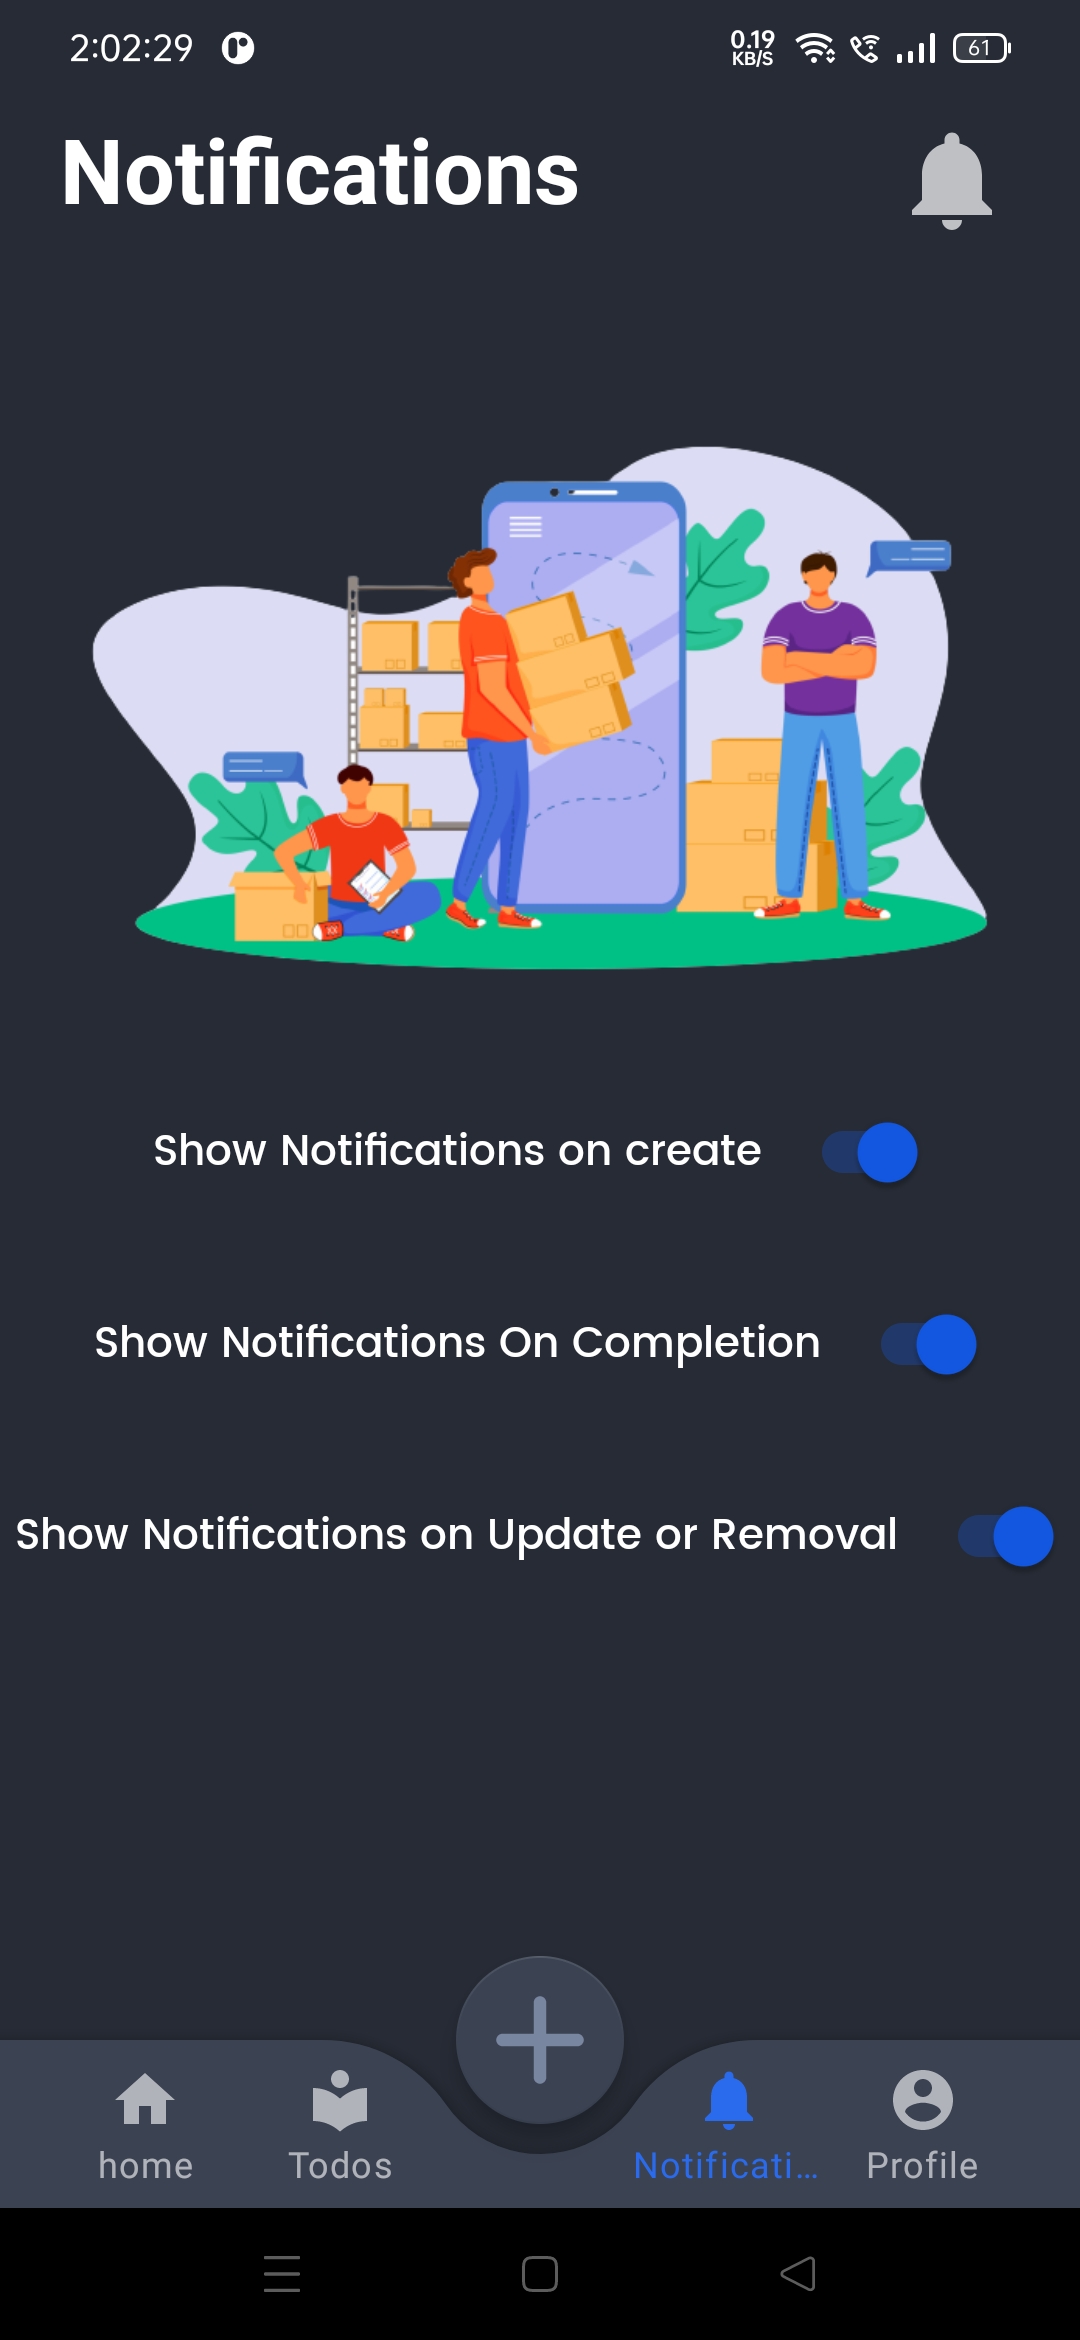 2:02:29 0.19 KB/S 61
Notifications
Show Notifications on create
Show Notifications On Completion
Show Notifications on Update or Removal
home Todos Notificati... Profile